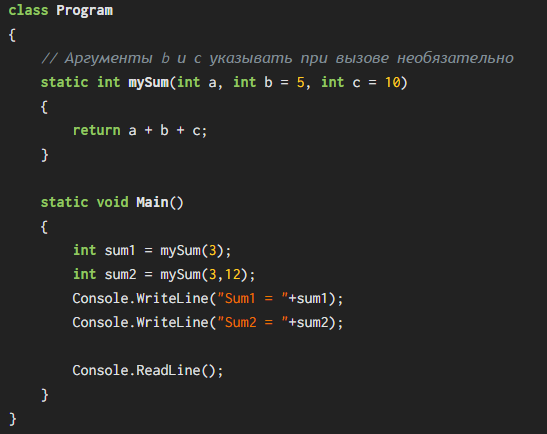 class Program
{
    // Аргументы b и c указывать при вызове необязательно
    static int mySum(int a, int b = 5, int c = 10)
    {
        return a + b + c;
    }

    static void Main()
    {
        int sum1 = mySum(3);
        int sum2 = mySum(3,12);
        Console.WriteLine("Sum1 = "+sum1);
        Console.WriteLine("Sum2 = "+sum2);

        Console.ReadLine();
    }
}